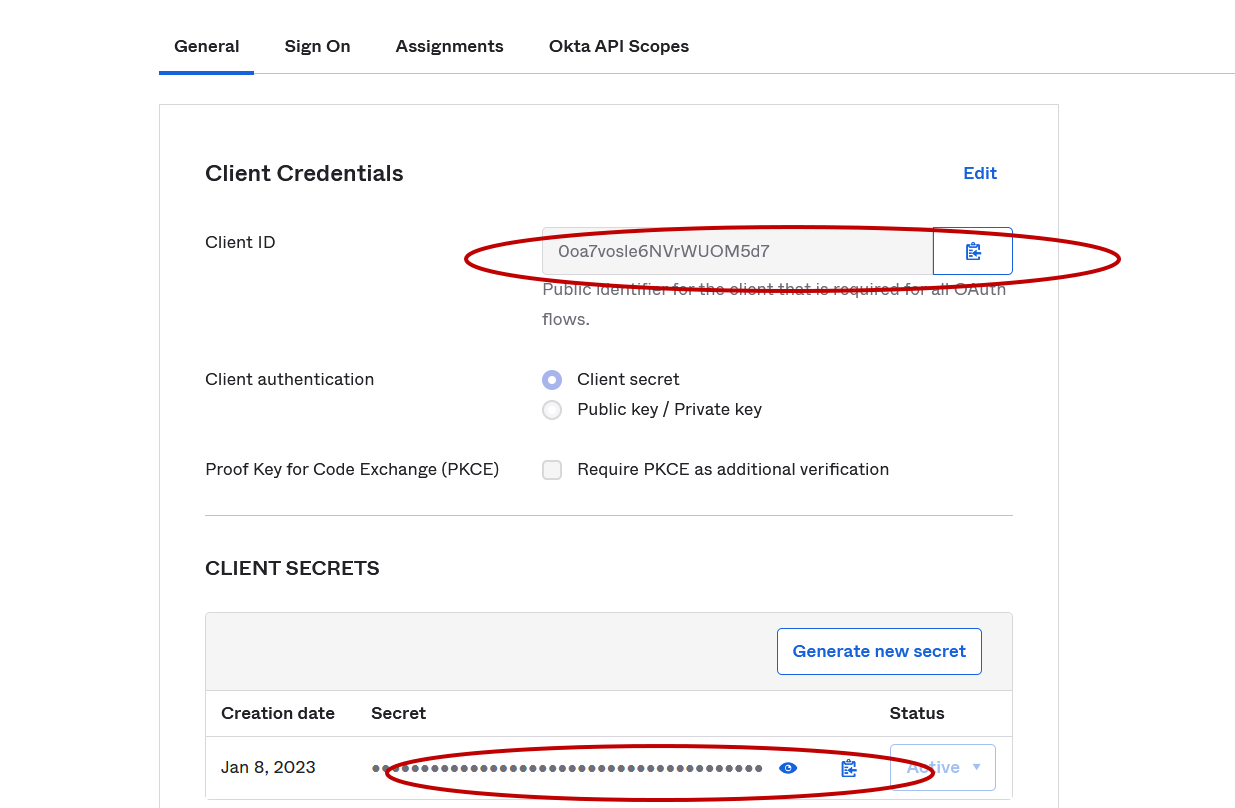 General Sign On Assignments Okta API Scopes
Client Credentials Edit
Client ID 0oa7vosle6NVrWUOM5d7
Public identifier for the client that is required for all OAuth
flows.
Client authentication Client secret
Public key / Private key
Proof Key for Code Exchange (PKCE) Require PKCE as additional verification
CLIENT SECRETS
Generate new secret
Creation date Secret Status
Jan 8, 2023 •••••••••••••••••••••••••••••••••••••••• Active